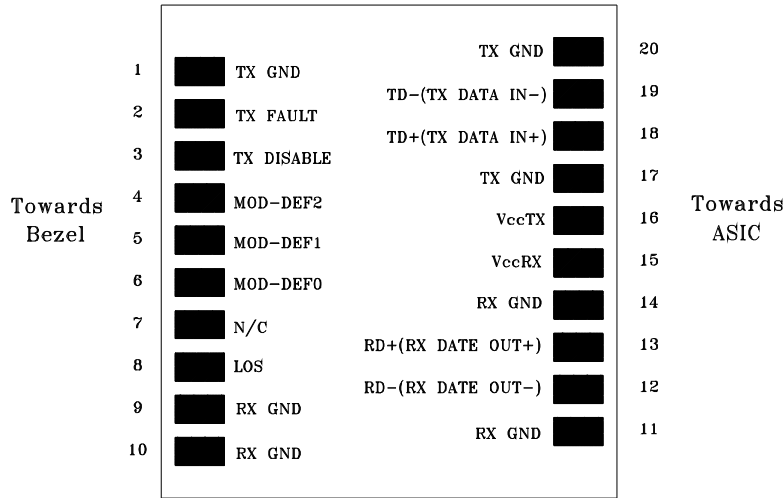 TX GND 20
1 TX GND
TD-(TX DATA IN-) 19
2 TX FAULT
TD+(TX DATA IN+) 18
3 TX DISABLE
TX GND 17
4 MOD-DEF2
Towards Bezel
VccTX 16
Towards ASIC
5 MOD-DEF1
VccRX 15
6 MOD-DEF0
RX GND 14
7 N/C
RD+(RX DATE OUT+) 13
8 LOS
RD-(RX DATE OUT-) 12
9 RX GND
RX GND 11
10 RX GND